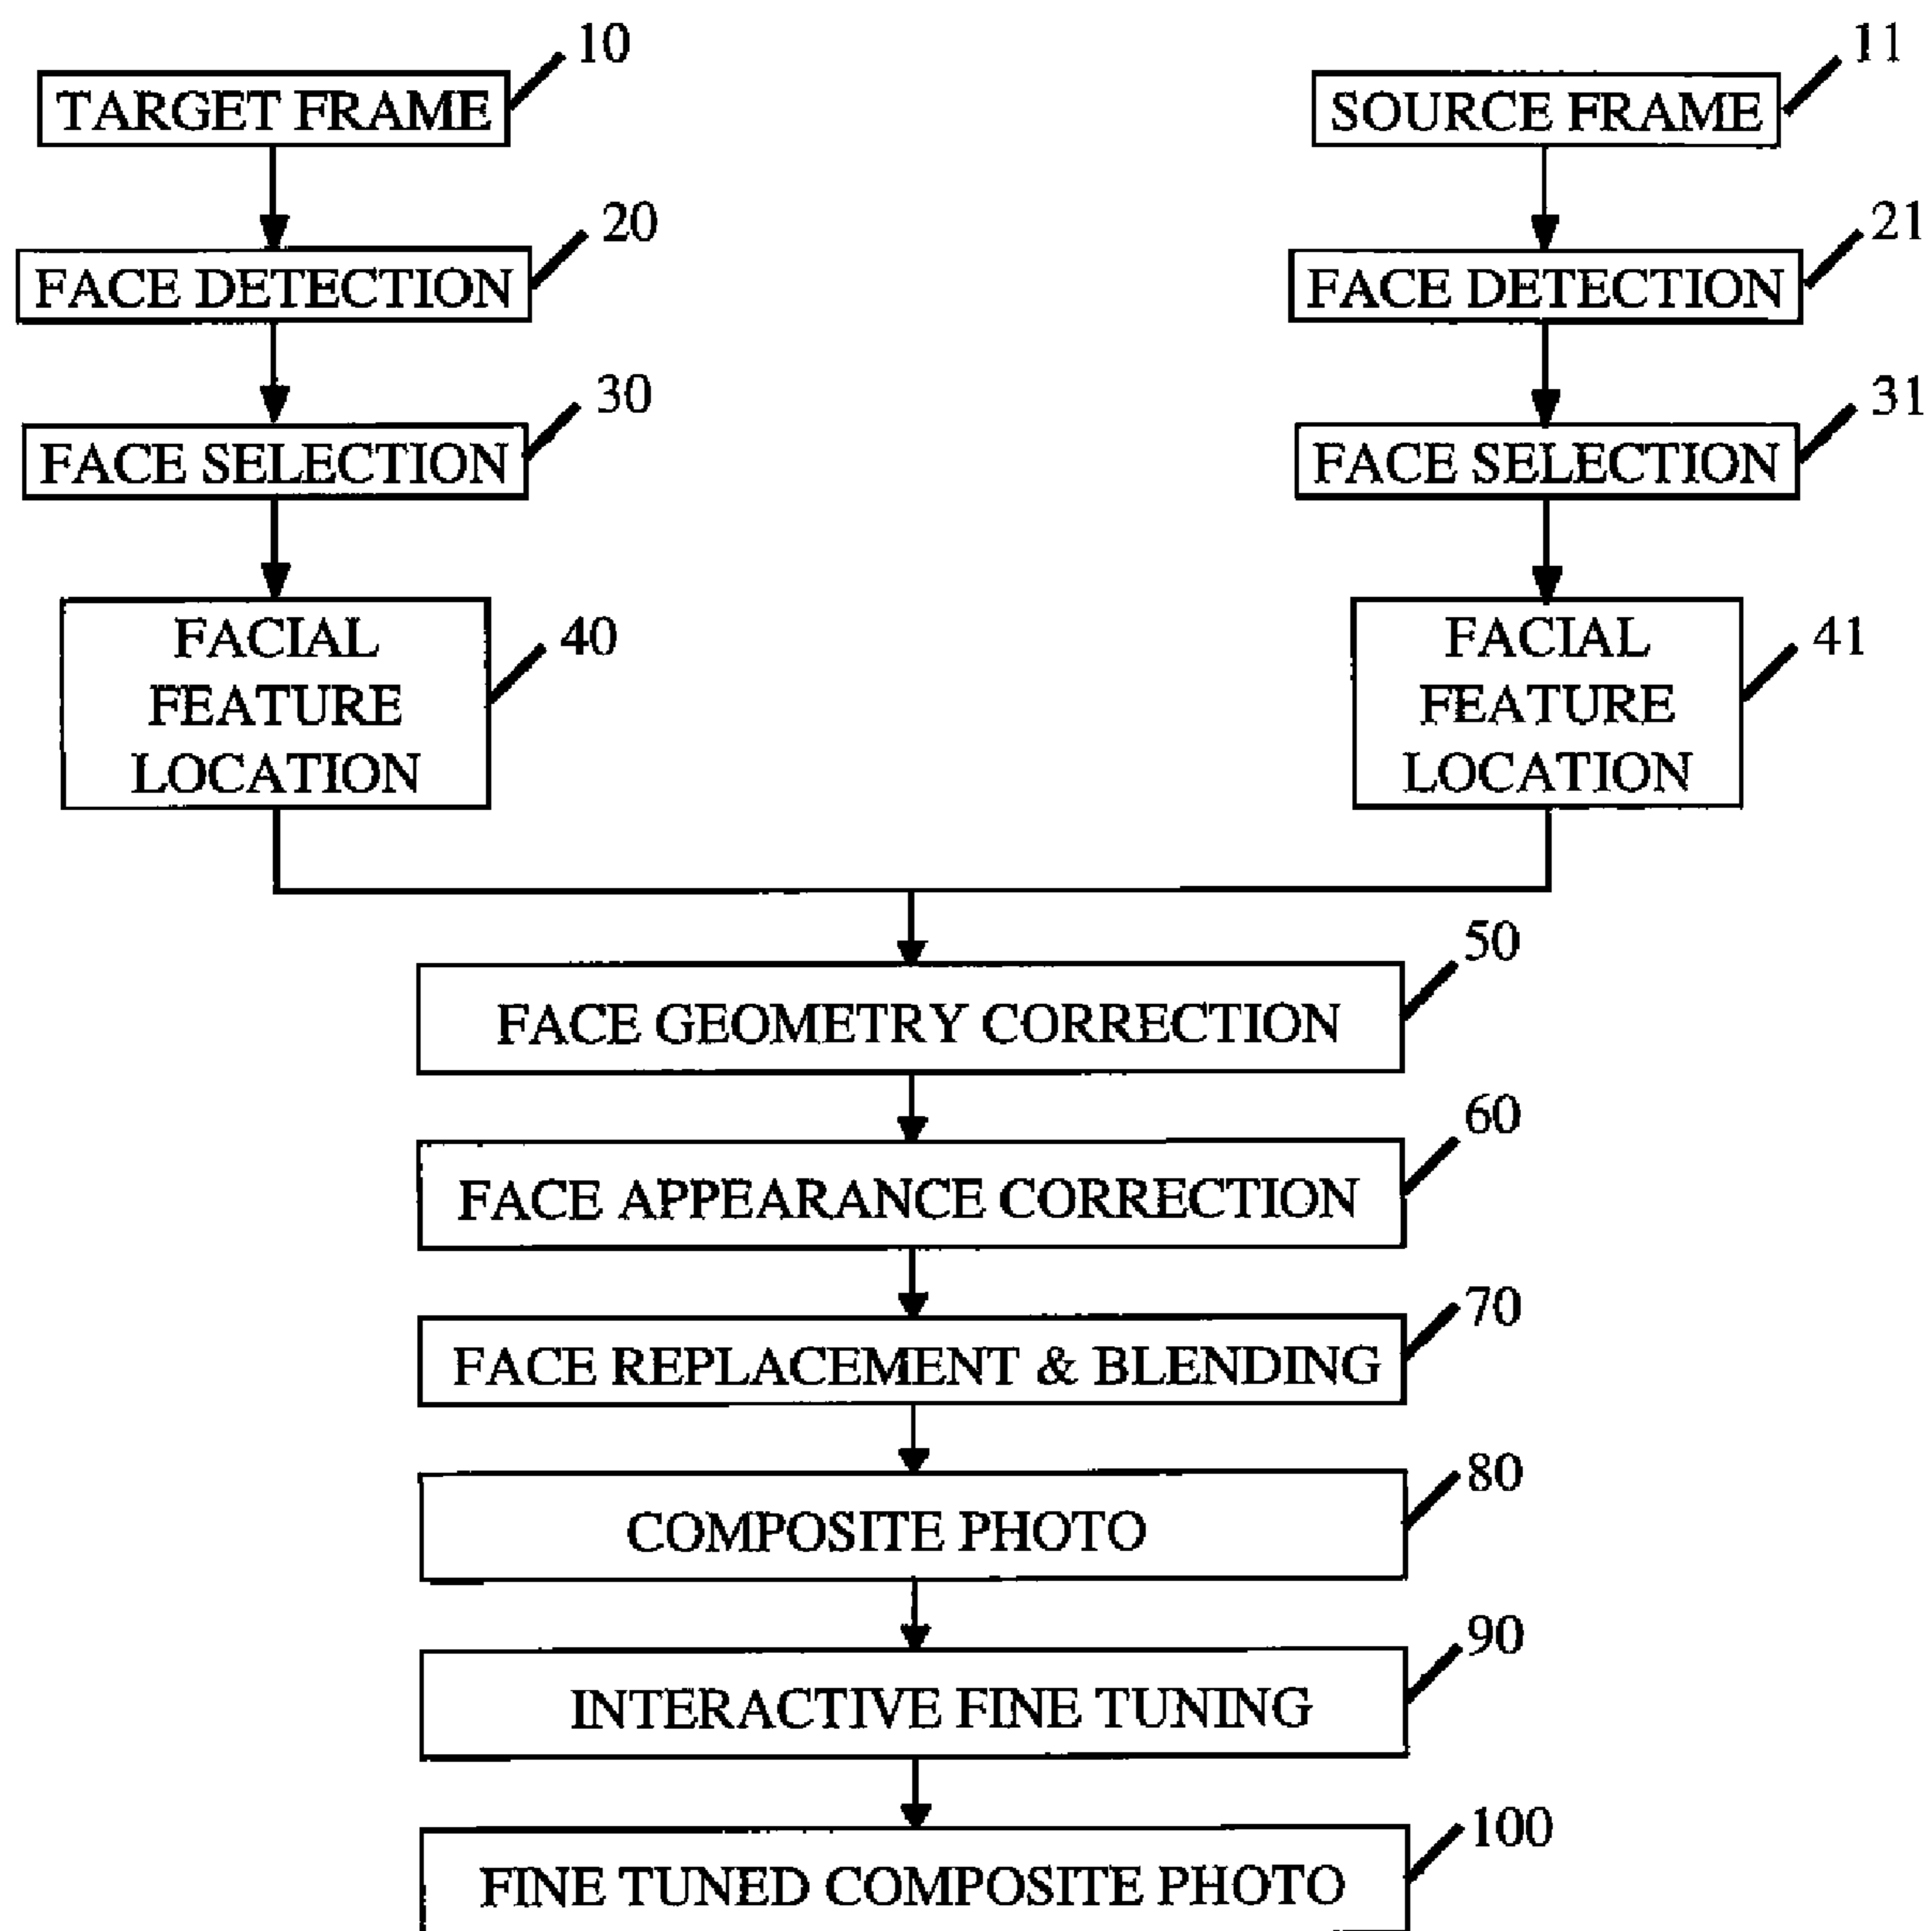 10
TARGET FRAME
11
SOURCE FRAME
20
FACE DETECTION
21
FACE DETECTION
30
FACE SELECTION
31
FACE SELECTION
40
FACIAL
FEATURE
LOCATION
41
FACIAL
FEATURE
LOCATION
50
FACE GEOMETRY CORRECTION
60
FACE APPEARANCE CORRECTION
70
FACE REPLACEMENT & BLENDING
80
COMPOSITE PHOTO
90
INTERACTIVE FINE TUNING
100
FINE TUNED COMPOSITE PHOTO